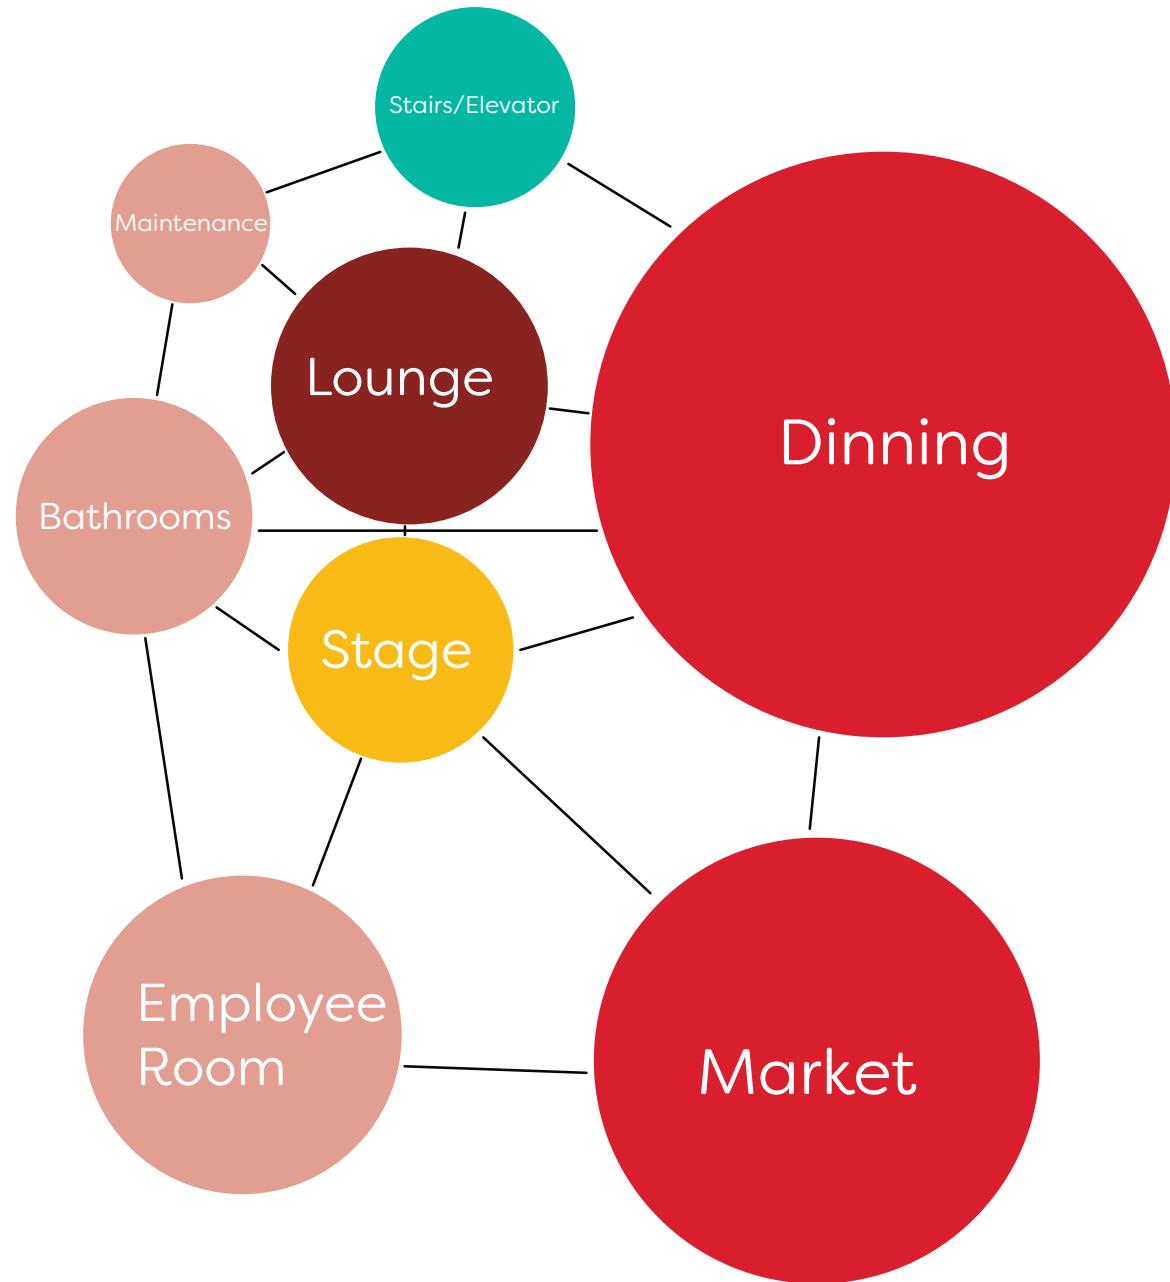 Stairs/Elevator
Maintenance
Lounge
Dinning
Bathrooms
Stage
Employee
Room
Market